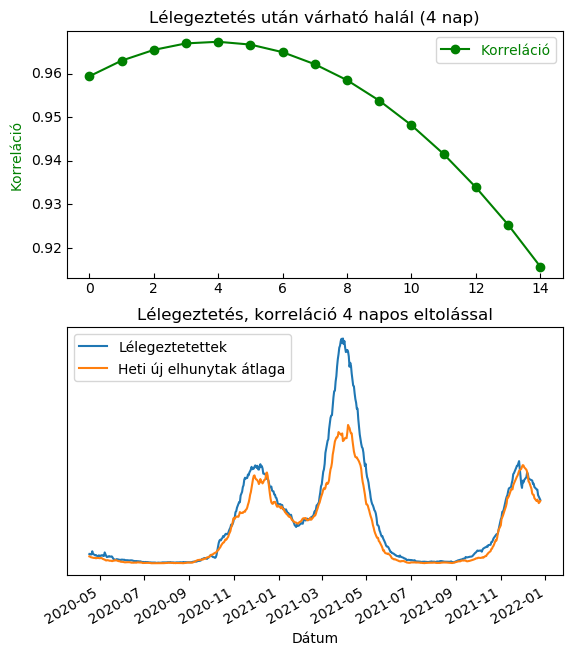 Lélegeztetés után várható halál (4 nap)
Korreláció
Korreláció
0.96
0.95
0.94
0.93
0.92
0 2 4 6 8 10 12 14
Lélegeztetés, korreláció 4 napos eltolással
Lélegeztetettek
Heti új elhunytak átlaga
2020-05 2020-07 2020-09 2020-11 2021-01 2021-03 2021-05 2021-07 2021-09 2021-11 2022-01
Dátum